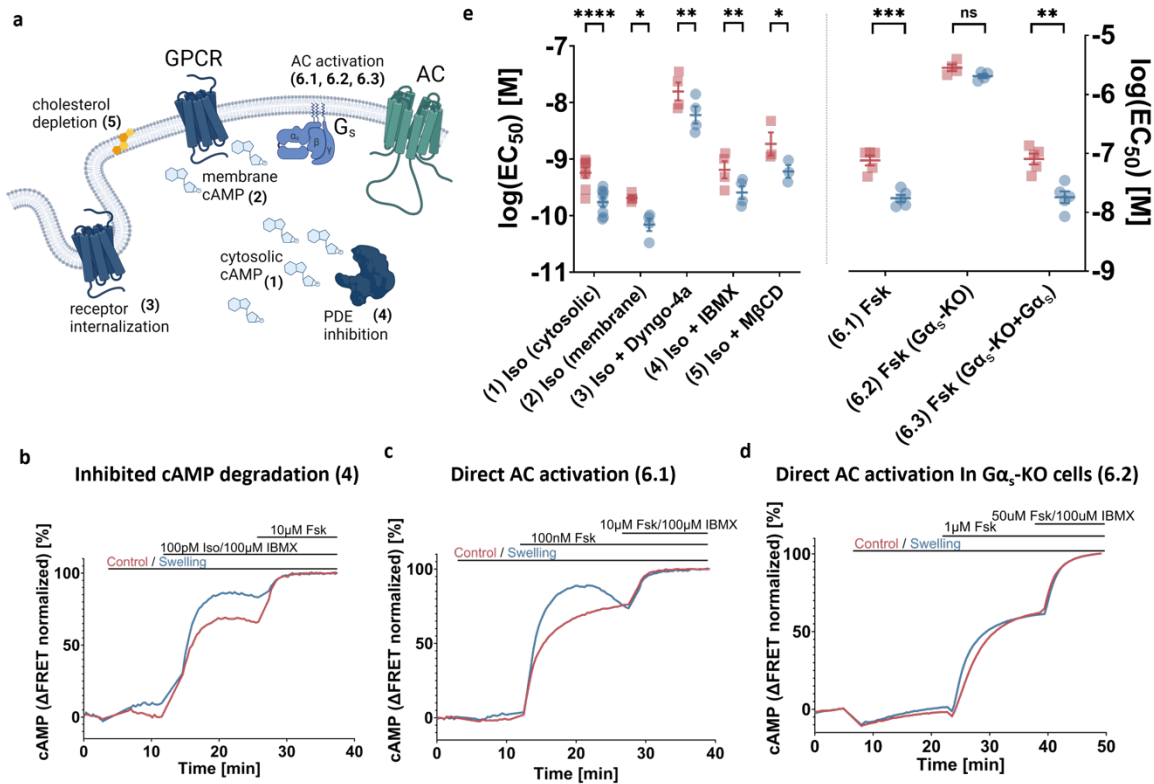 a
GPCR
AC activation
(6.1, 6.2, 6.3)
AC
cholesterol
depletion (5)
Gₛ
αₛ
β
γ
membrane
cAMP
(2)
cytosolic
cAMP (1)
(3)
receptor
internalization
(4)
PDE
inhibition
e
**** * ** ** *
*** ns **
log(EC₅₀) [M]
-7
-8
-9
-10
-11
log(EC₅₀) [M]
-5
-6
-7
-8
-9
(1) Iso (cytosolic)
(2) Iso (membrane)
(3) Iso + Dyngo-4a
(4) Iso + IBMX
(5) Iso + MβCD
(6.1) Fsk
(6.2) Fsk (Gαₛ-KO)
(6.3) Fsk (Gαₛ-KO+Gαₛ)
b
Inhibited cAMP degradation (4)
10µM Fsk
100pM Iso/100µM IBMX
Control / Swelling
cAMP (ΔFRET normalized) [%]
100
50
0
0 10 20 30 40
Time [min]
c
Direct AC activation (6.1)
10µM Fsk/100µM IBMX
100nM Fsk
Control / Swelling
cAMP (ΔFRET normalized) [%]
100
50
0
0 10 20 30 40
Time [min]
d
Direct AC activation In Gαₛ-KO cells (6.2)
50uM Fsk/100uM IBMX
1µM Fsk
Control / Swelling
cAMP (ΔFRET normalized) [%]
100
50
0
0 10 20 30 40 50
Time [min]